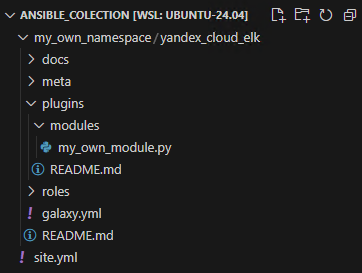 ANSIBLE_COLECTION [WSL: UBUNTU-24.04]
my_own_namespace/yandex_cloud_elk
docs
meta
plugins
modules
my_own_module.py
README.md
roles
! galaxy.yml
README.md
! site.yml